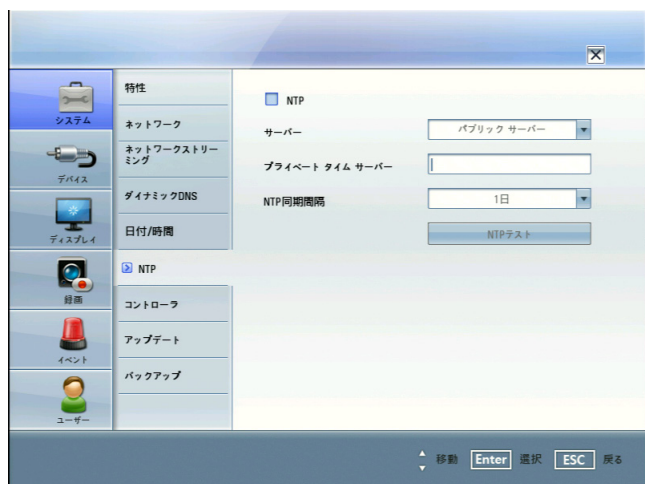 システム
デバイス
ディスプレイ
録画
イベント
ユーザー
特性
ネットワーク
ネットワークストリー
ミング
ダイナミックDNS
日付/時間
NTP
コントローラ
アップデート
バックアップ
NTP
サーバー
パブリック サーバー
プライベート タイム サーバー
NTP同期間隔
1日
NTPテスト
移動
Enter
選択
ESC
戻る